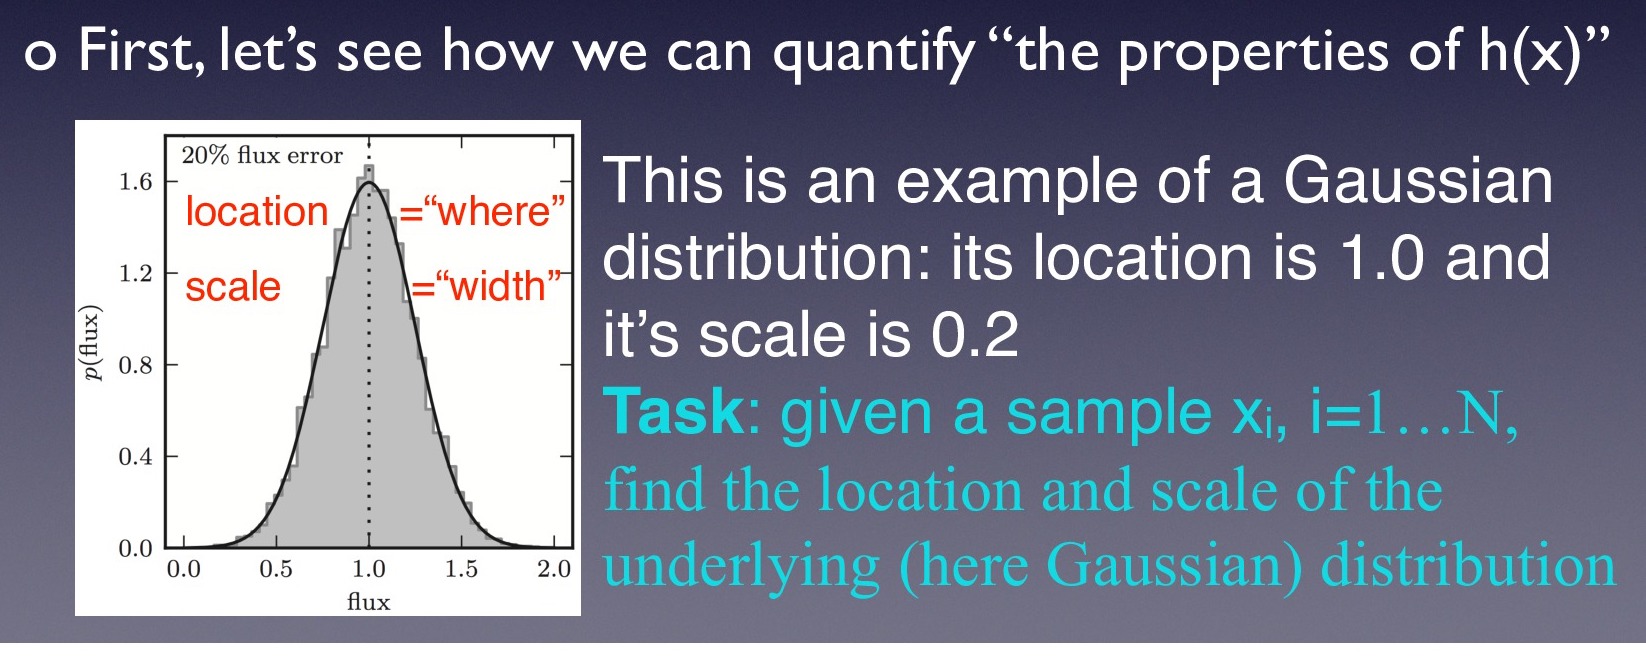 o First, let’s see how we can quantify “the properties of h(x)”
20% flux error
location =“where”
scale =“width”
1.6
1.2
0.8
0.4
0.0
p(flux)
0.0 0.5 1.0 1.5 2.0
flux
This is an example of a Gaussian
distribution: its location is 1.0 and
it’s scale is 0.2
Task: given a sample xᵢ, i=1…N,
find the location and scale of the
underlying (here Gaussian) distribution